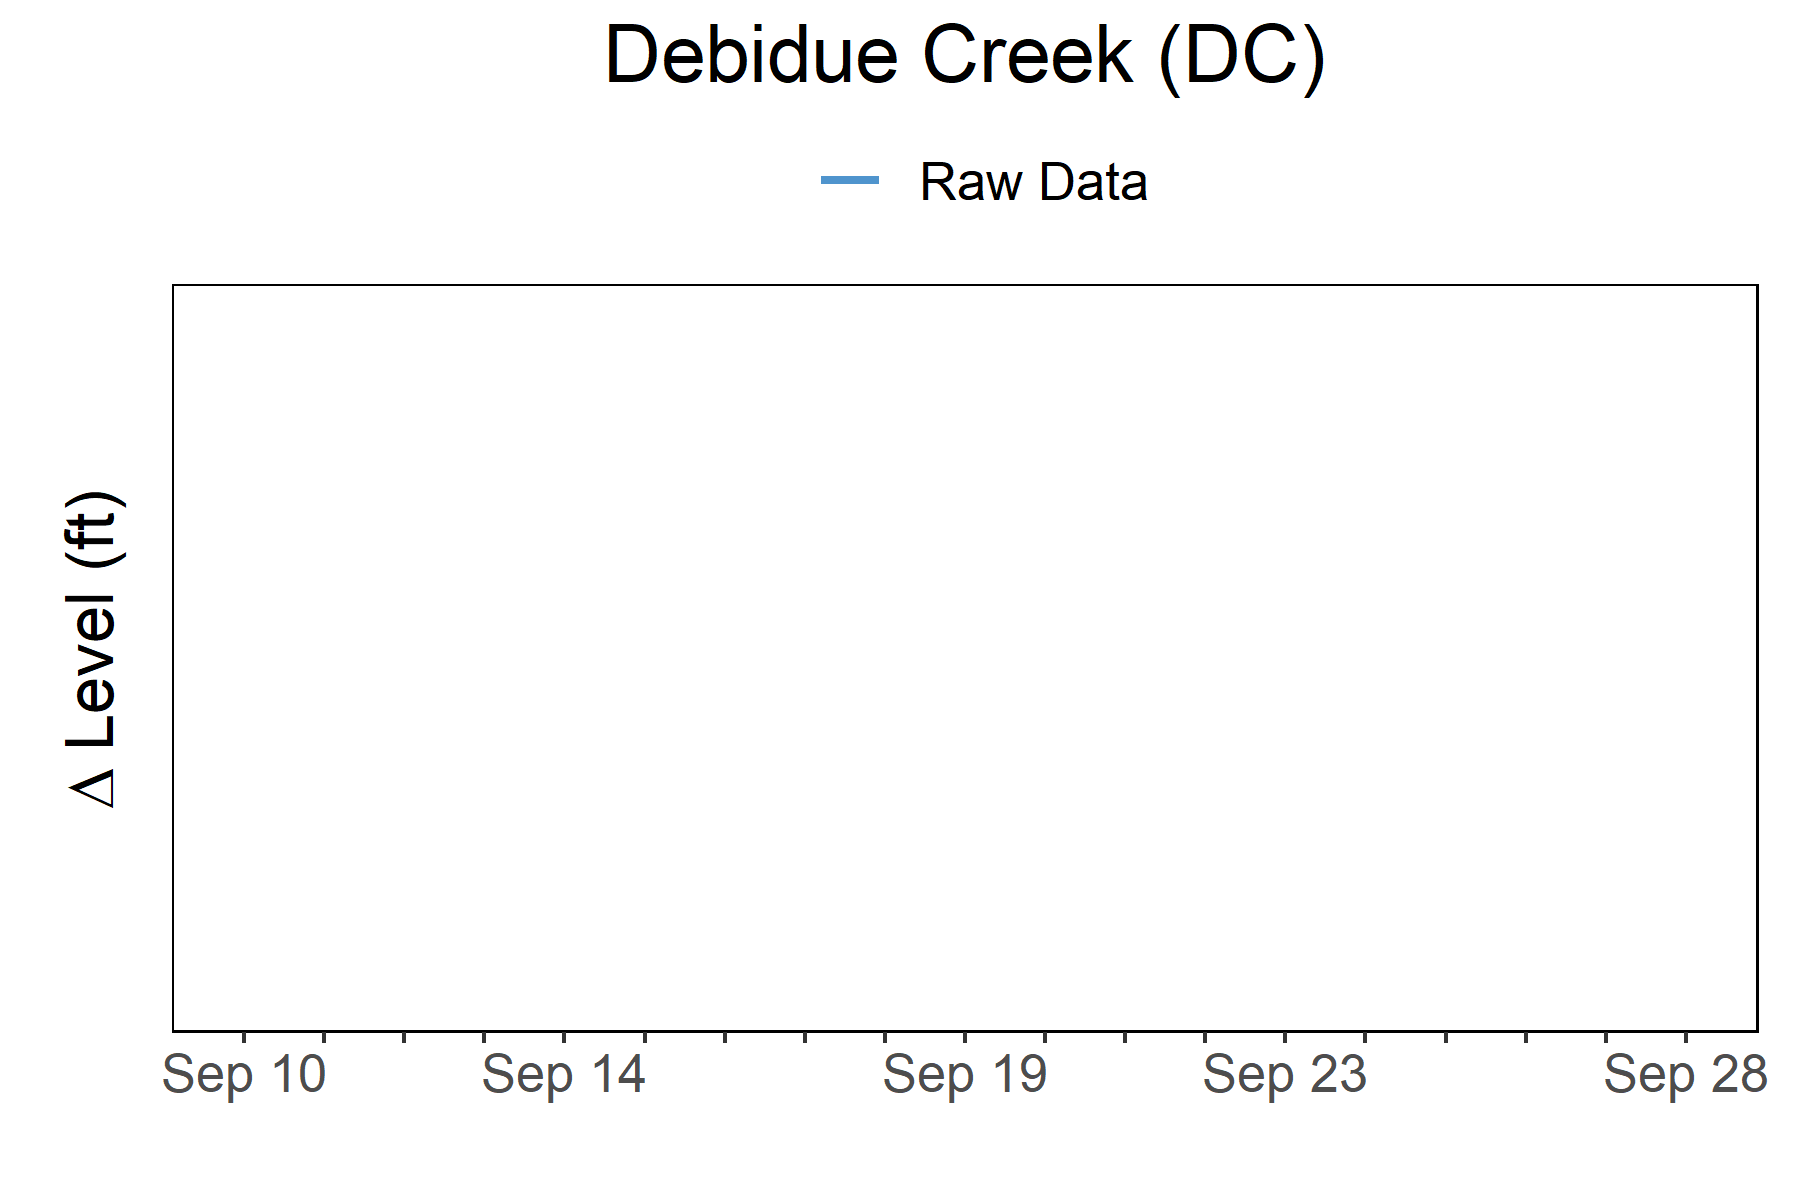 Debidue Creek (DC)
Raw Data
Δ Level (ft)
Sep 10 Sep 14 Sep 19 Sep 23 Sep 28